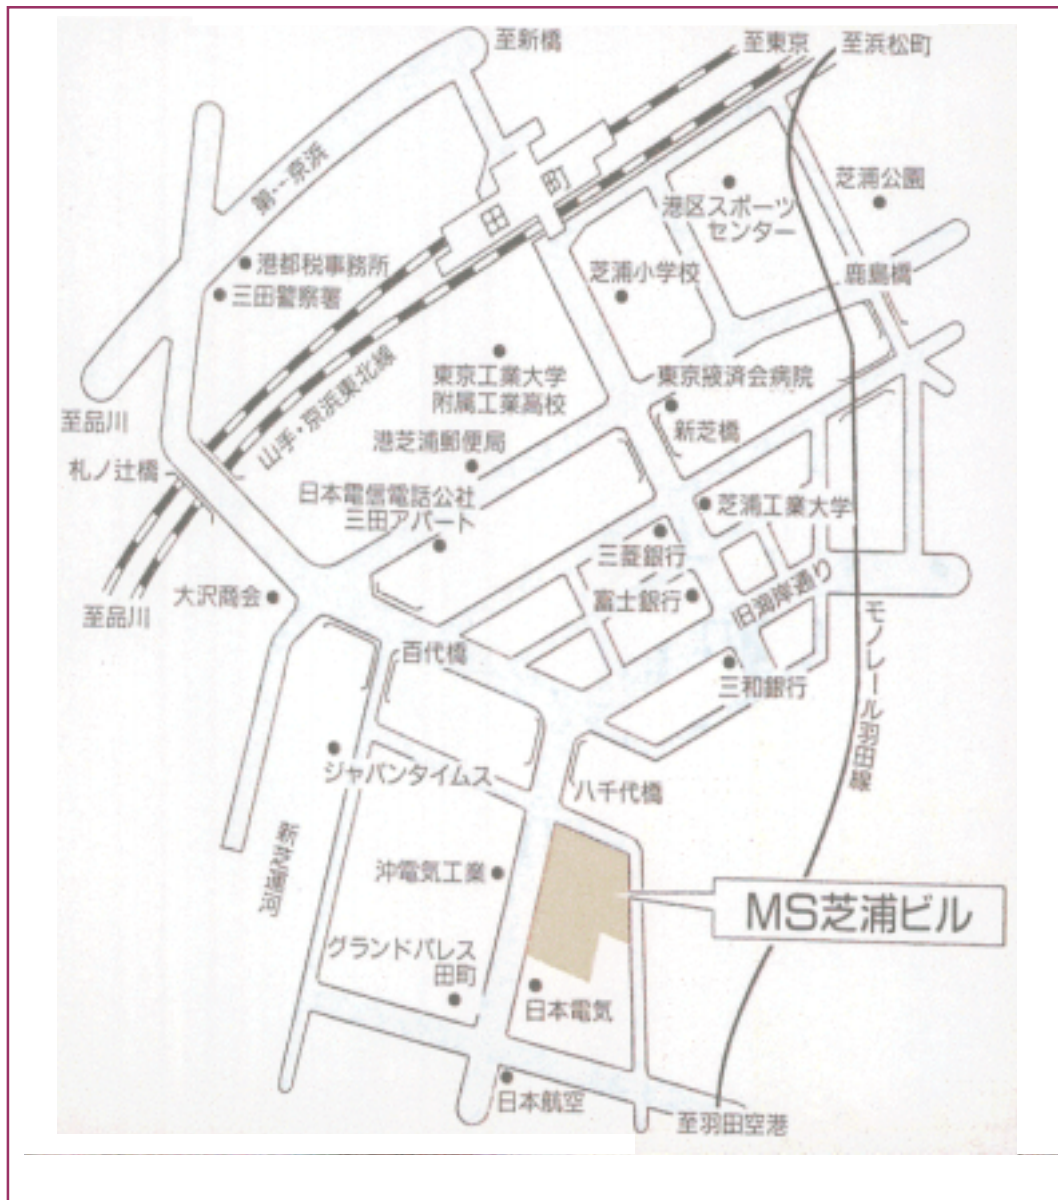 至新橋
至東京
至浜松町
第一京浜
田町
芝浦公園
港区スポーツ
センター
港都税事務所
三田警察署
芝浦小学校
鹿島橋
山手・京浜東北線
東京工業大学
附属工業高校
東京掖済会病院
至品川
新芝橋
港芝浦郵便局
札ノ辻橋
日本電信電話公社
三田アパート
芝浦工業大学
三菱銀行
大沢商会
富士銀行
旧海岸通り
至品川
モノレール羽田線
百代橋
三和銀行
ジャパンタイムス
八千代橋
新芝運河
沖電気工業
MS芝浦ビル
グランドパレス
田町
日本電気
日本航空
至羽田空港